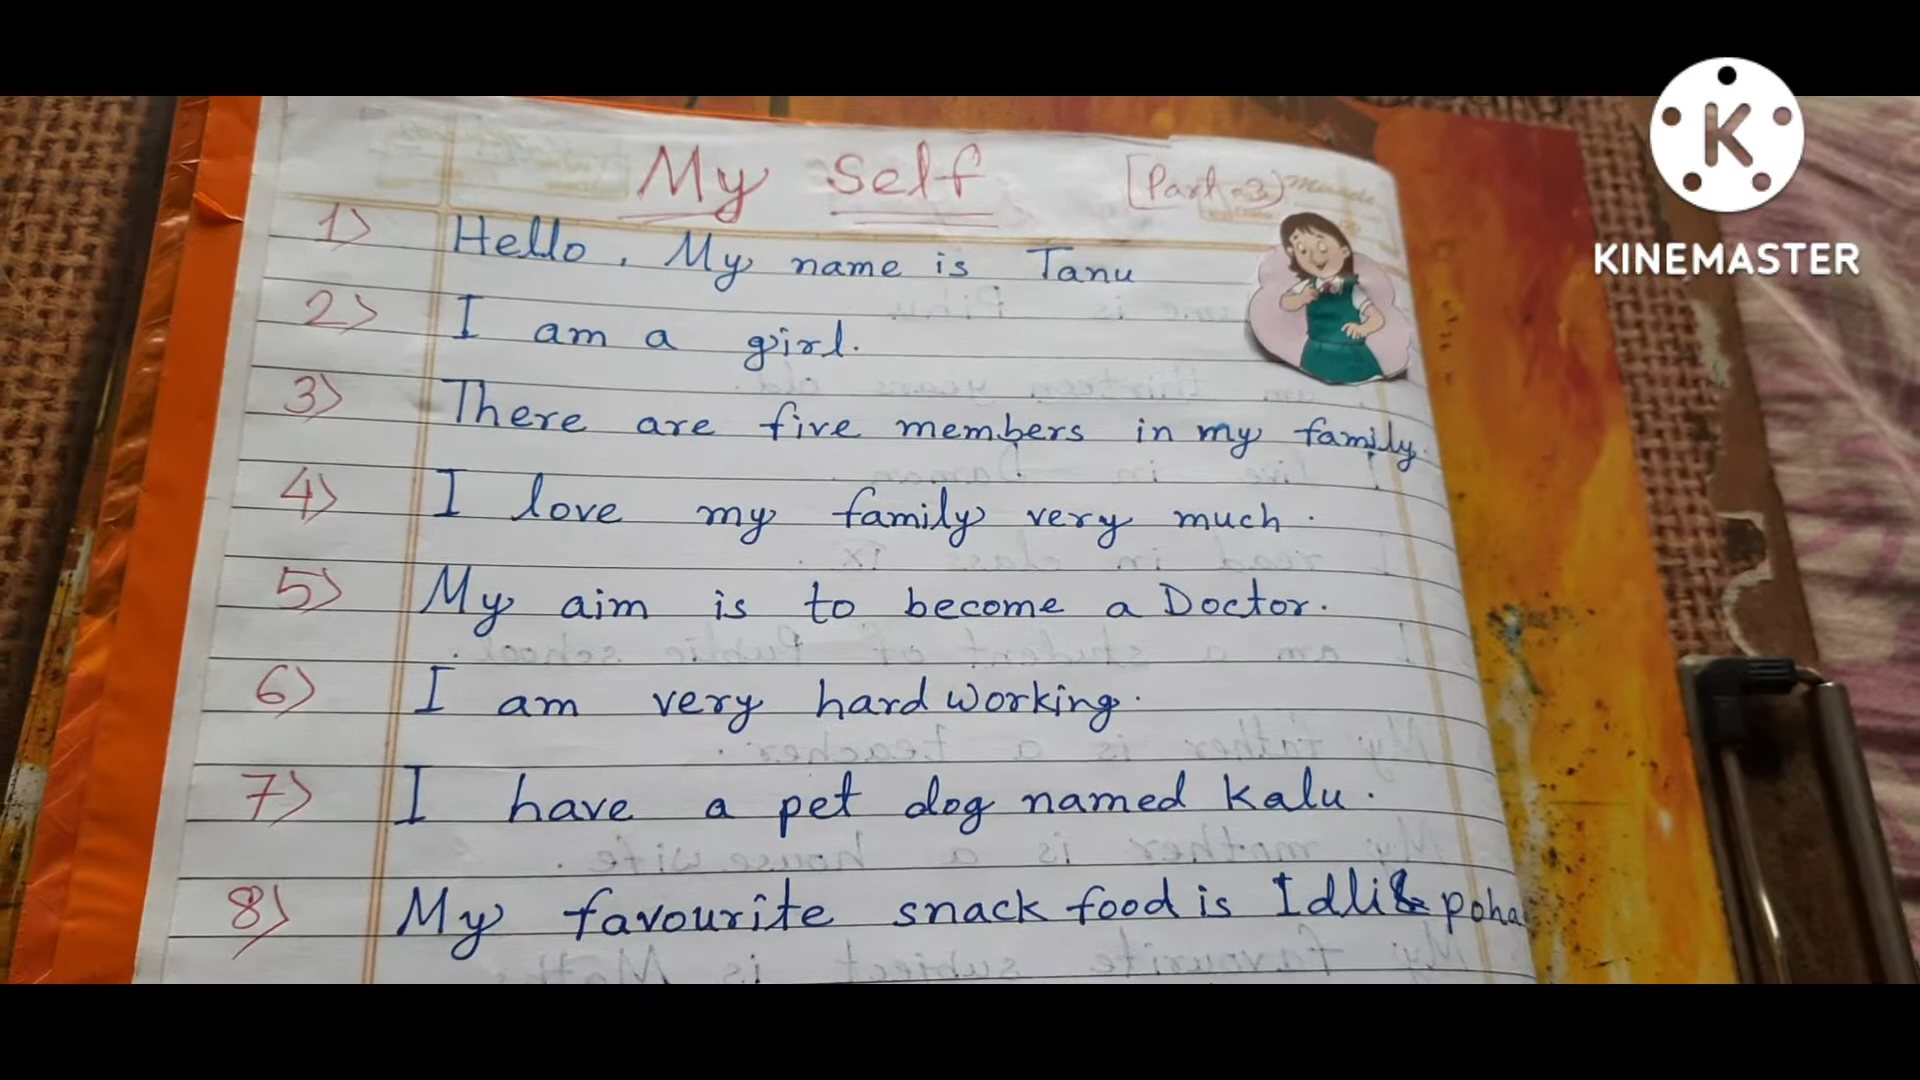 My Self [Part-3)
1) Hello, My name is Tanu
2) I am a girl.
3) There are five members in my family.
4) I love my family very much.
5) My aim is to become a Doctor.
6) I am very hard working.
7) I have a pet dog named Kalu.
8) My favourite snack food is Idli & poha
K
KINEMASTER